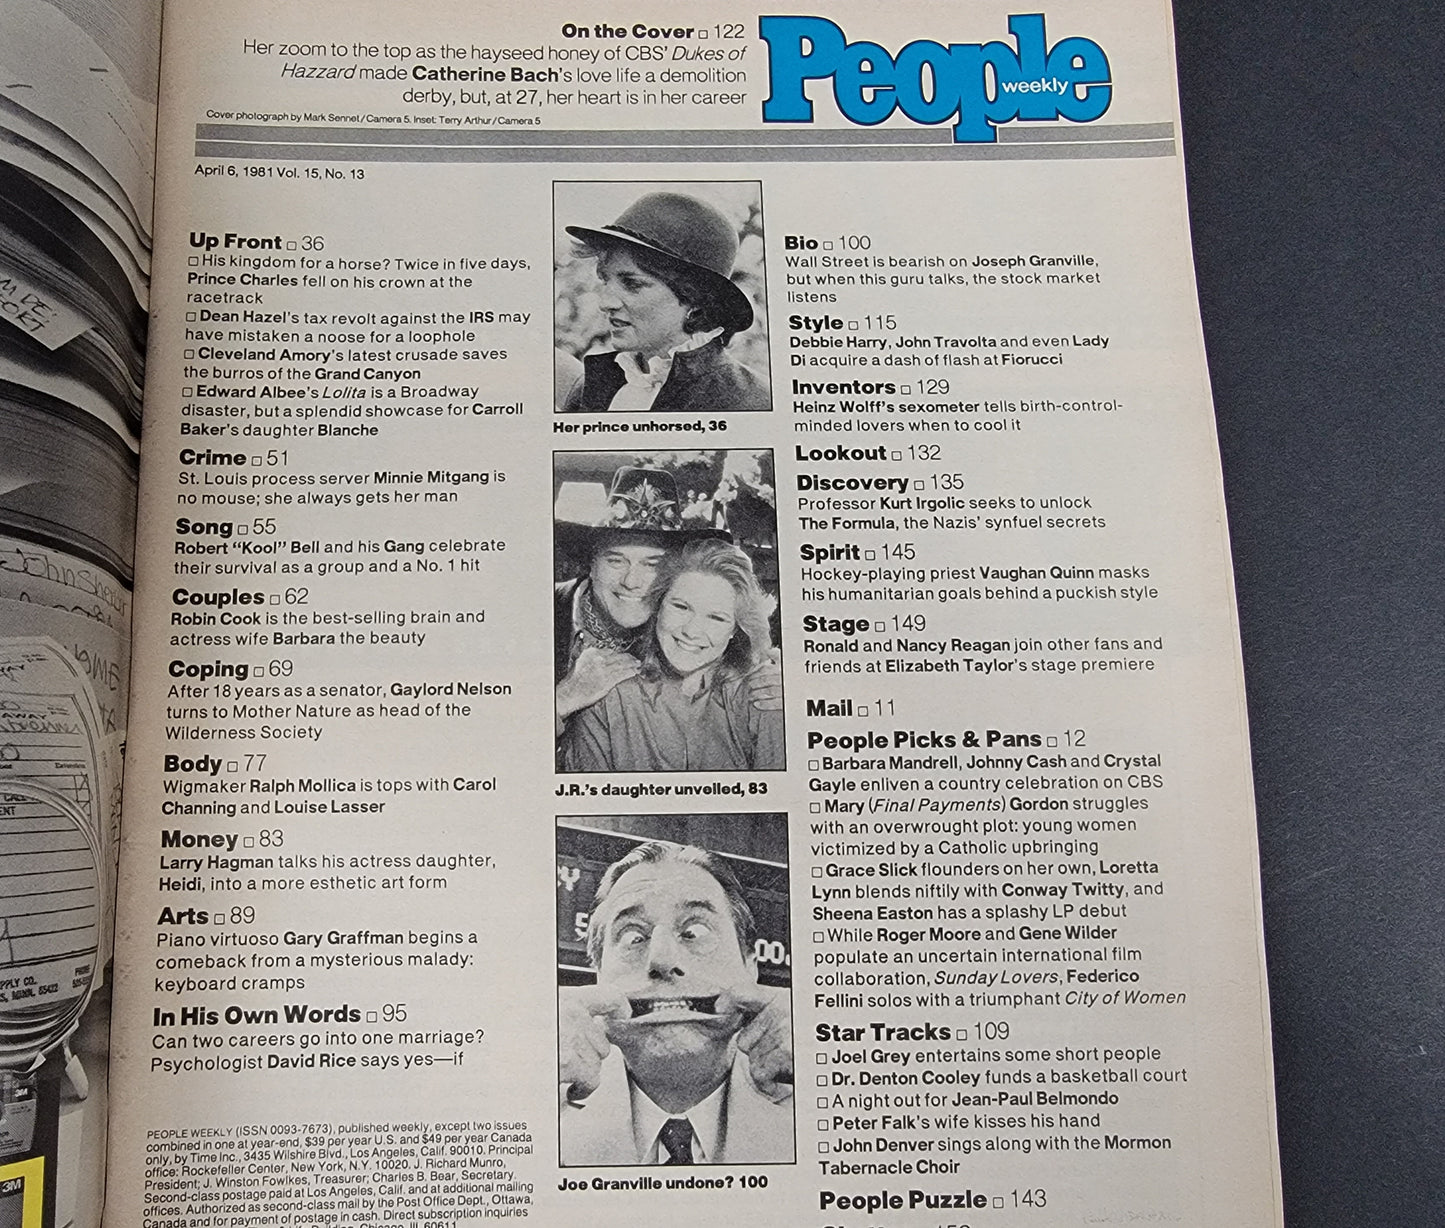 On the Cover □ 122
Her zoom to the top as the hayseed honey of CBS' Dukes of
Hazzard made Catherine Bach's love life a demolition
derby, but, at 27, her heart is in her career
Cover photograph by Mark Sennet/Camera 5. Inset: Terry Arthur/Camera 5
People
weekly
April 6, 1981 Vol. 15, No. 13
Up Front □ 36
□ His kingdom for a horse? Twice in five days,
Prince Charles fell on his crown at the
racetrack
□ Dean Hazel's tax revolt against the IRS may
have mistaken a noose for a loophole
□ Cleveland Amory's latest crusade saves
the burros of the Grand Canyon
□ Edward Albee's Lolita is a Broadway
disaster, but a splendid showcase for Carroll
Baker's daughter Blanche
Crime □ 51
St. Louis process server Minnie Mitgang is
no mouse; she always gets her man
Song □ 55
Robert “Kool” Bell and his Gang celebrate
their survival as a group and a No. 1 hit
Couples □ 62
Robin Cook is the best-selling brain and
actress wife Barbara the beauty
Coping □ 69
After 18 years as a senator, Gaylord Nelson
turns to Mother Nature as head of the
Wilderness Society
Body □ 77
Wigmaker Ralph Mollica is tops with Carol
Channing and Louise Lasser
Money □ 83
Larry Hagman talks his actress daughter,
Heidi, into a more esthetic art form
Arts □ 89
Piano virtuoso Gary Graffman begins a
comeback from a mysterious malady:
keyboard cramps
In His Own Words □ 95
Can two careers go into one marriage?
Psychologist David Rice says yes—if
PEOPLE WEEKLY (ISSN 0093-7673), published weekly, except two issues
combined in one at year-end, $39 per year U.S. and $49 per year Canada
only, by Time Inc., 3435 Wilshire Blvd., Los Angeles, Calif. 90010. Principal
office: Rockefeller Center, New York, N.Y. 10020. J. Richard Munro,
President; J. Winston Fowlkes, Treasurer; Charles B. Bear, Secretary.
Second-class postage paid at Los Angeles, Calif. and at additional mailing
offices. Authorized as second-class mail by the Post Office Dept., Ottawa,
Canada and for payment of postage in cash. Direct subscription inquiries
Her prince unhorsed, 36
J.R.'s daughter unveiled, 83
Joe Granville undone? 100
Bio □ 100
Wall Street is bearish on Joseph Granville,
but when this guru talks, the stock market
listens
Style □ 115
Debbie Harry, John Travolta and even Lady
Di acquire a dash of flash at Fiorucci
Inventors □ 129
Heinz Wolff's sexometer tells birth-control-
minded lovers when to cool it
Lookout □ 132
Discovery □ 135
Professor Kurt Irgolic seeks to unlock
The Formula, the Nazis' synfuel secrets
Spirit □ 145
Hockey-playing priest Vaughan Quinn masks
his humanitarian goals behind a puckish style
Stage □ 149
Ronald and Nancy Reagan join other fans and
friends at Elizabeth Taylor's stage premiere
Mail □ 11
People Picks & Pans □ 12
□ Barbara Mandrell, Johnny Cash and Crystal
Gayle enliven a country celebration on CBS
□ Mary (Final Payments) Gordon struggles
with an overwrought plot: young women
victimized by a Catholic upbringing
□ Grace Slick flounders on her own, Loretta
Lynn blends niftily with Conway Twitty, and
Sheena Easton has a splashy LP debut
□ While Roger Moore and Gene Wilder
populate an uncertain international film
collaboration, Sunday Lovers, Federico
Fellini solos with a triumphant City of Women
Star Tracks □ 109
□ Joel Grey entertains some short people
□ Dr. Denton Cooley funds a basketball court
□ A night out for Jean-Paul Belmondo
□ Peter Falk's wife kisses his hand
□ John Denver sings along with the Mormon
Tabernacle Choir
People Puzzle □ 143
3M
3M